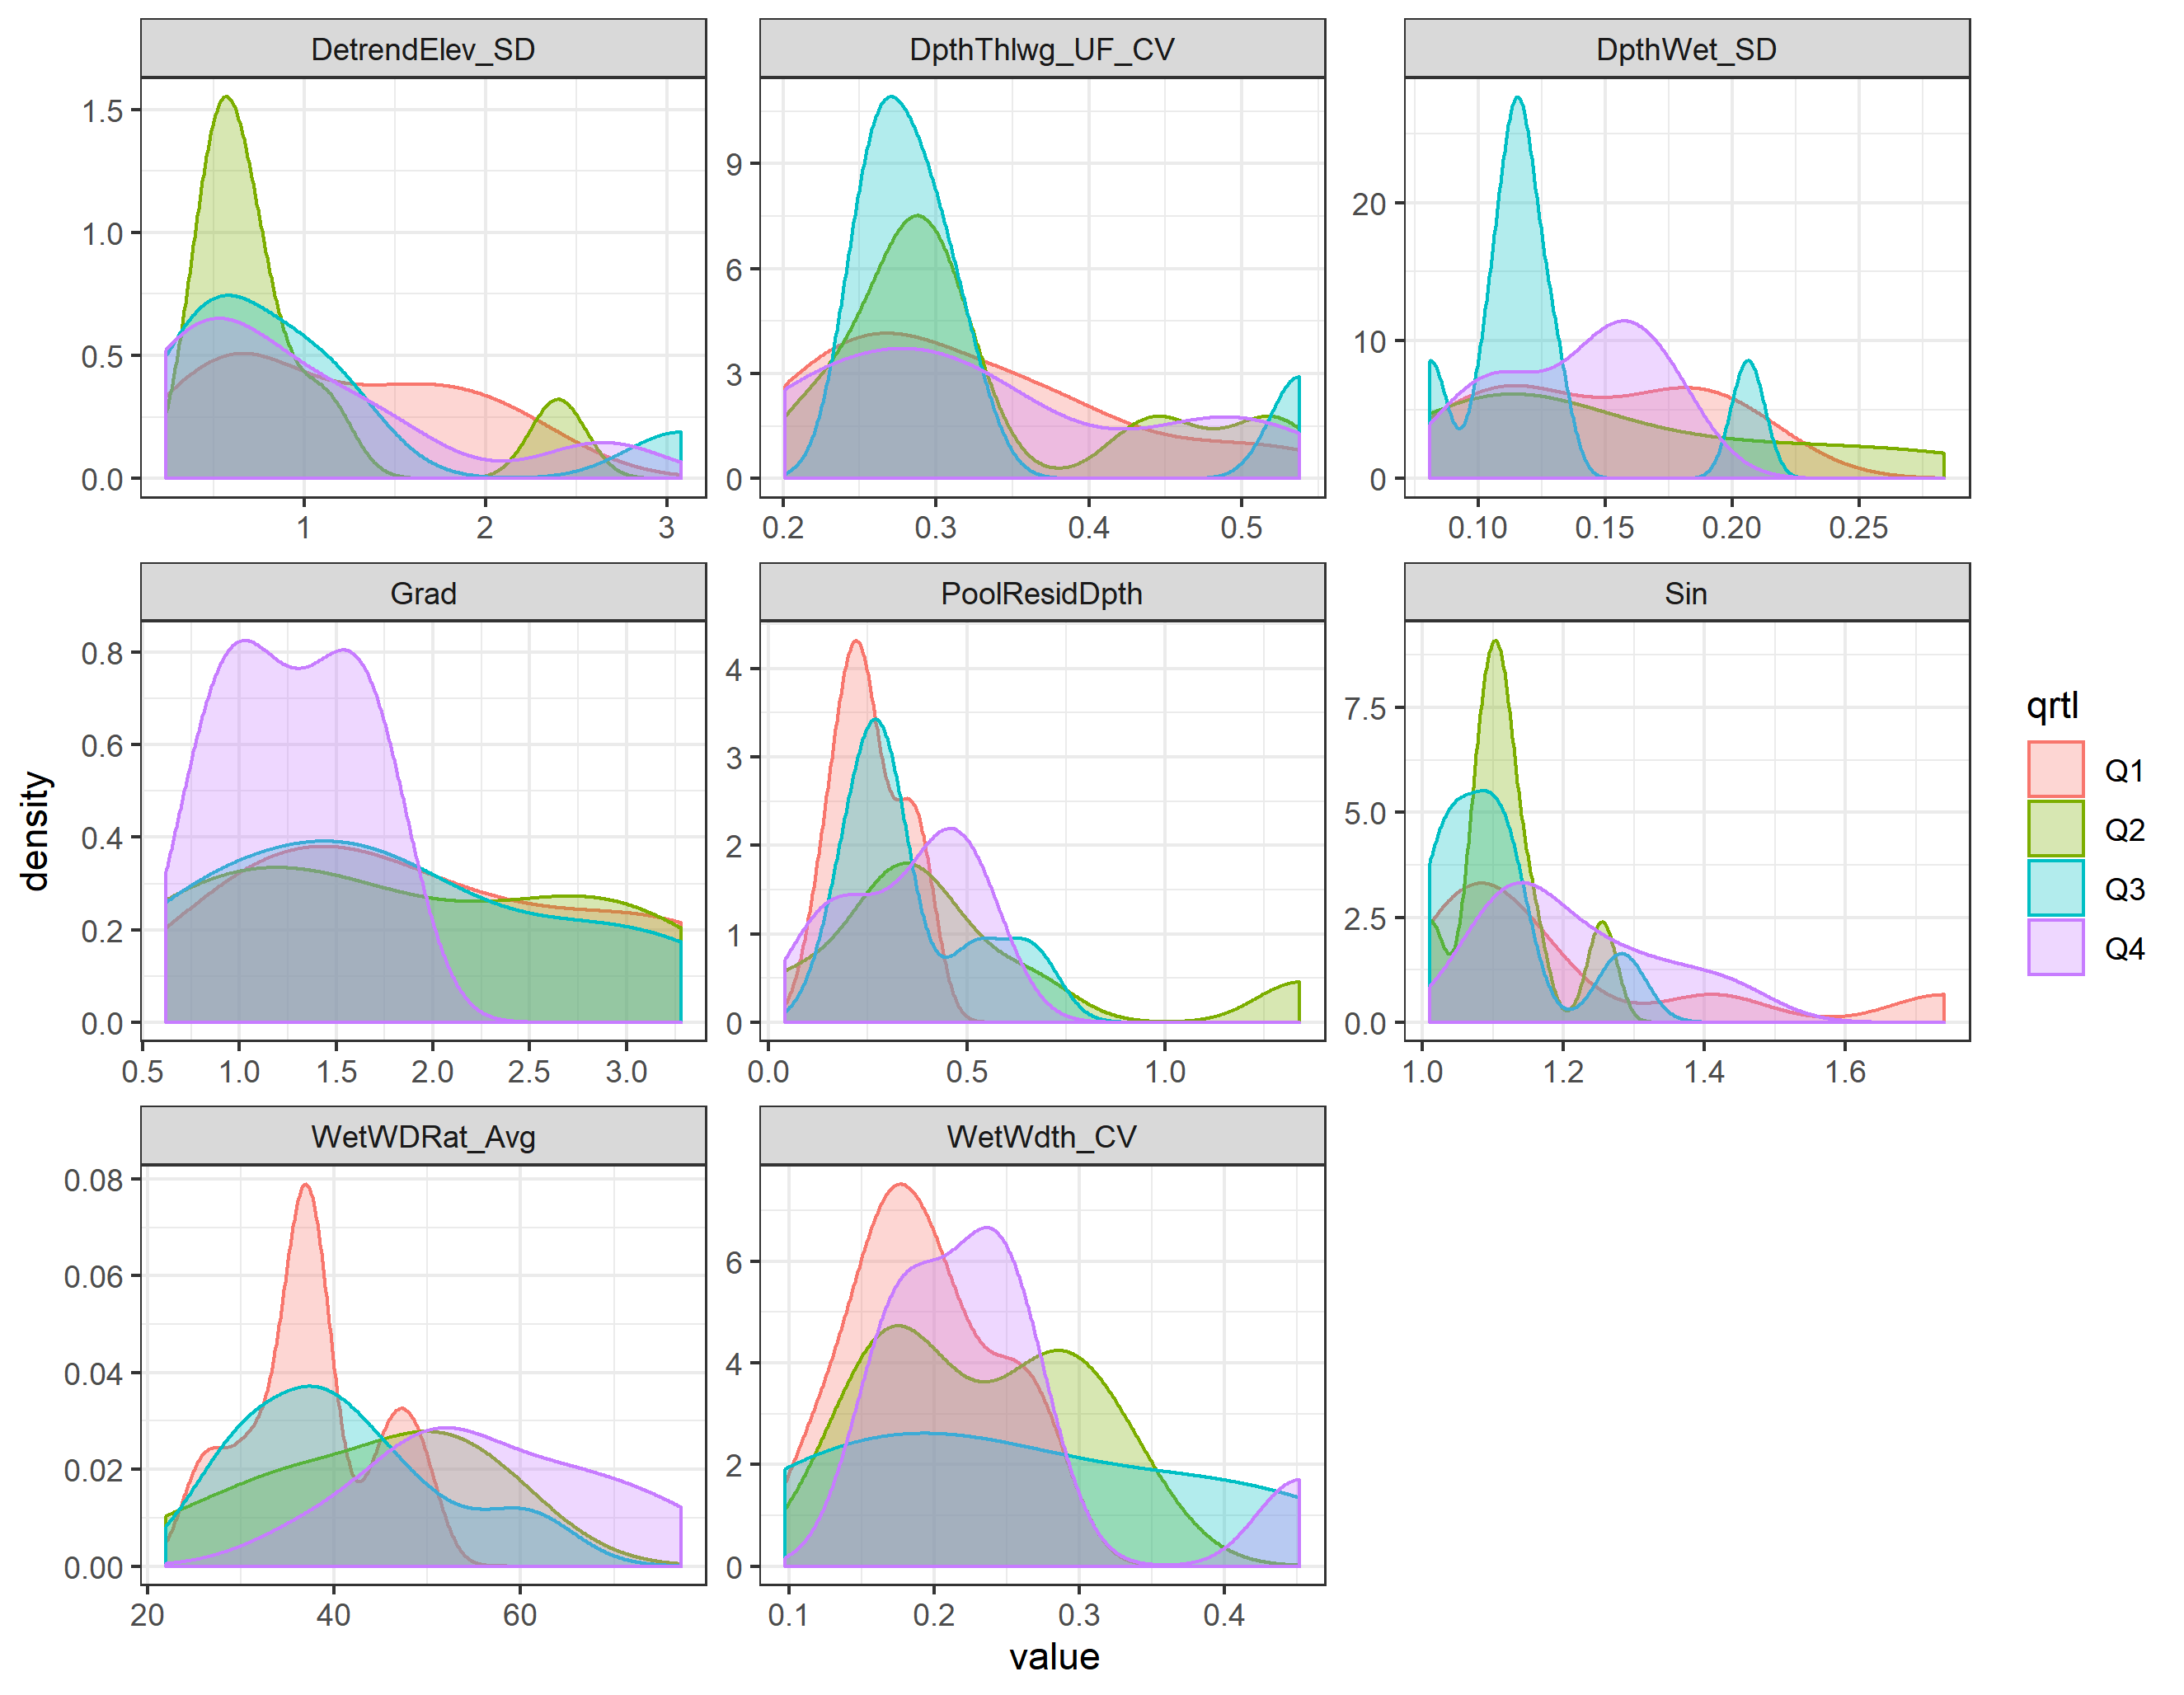 DetrendElev_SD DpthThlwg_UF_CV DpthWet_SD
1.5
1.0
0.5
0.0
1 2 3
9
6
3
0
0.2 0.3 0.4 0.5
20
10
0
0.10 0.15 0.20 0.25
Grad PoolResidDpth Sin
0.8
0.6
0.4
0.2
0.0
0.5 1.0 1.5 2.0 2.5 3.0
4
3
2
1
0
0.0 0.5 1.0
7.5
5.0
2.5
0.0
1.0 1.2 1.4 1.6
WetWDRat_Avg WetWdth_CV
0.08
0.06
0.04
0.02
0.00
20 40 60
6
4
2
0
0.1 0.2 0.3 0.4
density
value
qrtl
Q1
Q2
Q3
Q4